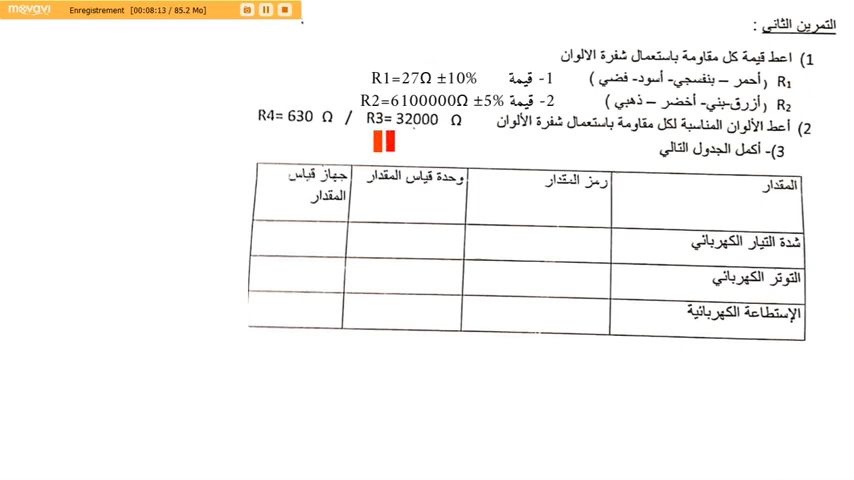 movavi Enregistrement [00:08:13 / 85.2 Mo]
التمرين الثاني :
1) اعط قيمة كل مقاومة باستعمال شفرة الالوان
R₁ (أحمر – بنفسجي- أسود- فضي) 1- قيمة R1=27Ω ±10%
R₂ (أزرق-بني- أخضر – ذهبي) 2- قيمة R2=6100000Ω ±5%
2) أعط الألوان المناسبة لكل مقاومة باستعمال شفرة الألوان R4= 630 Ω / R3= 32000 Ω
3)- أكمل الجدول التالي
المقدار رمز المقدار وحدة قياس المقدار جهاز قياس
المقدار
شدة التيار الكهربائي
التوتر الكهربائي
الإستطاعة الكهربائية